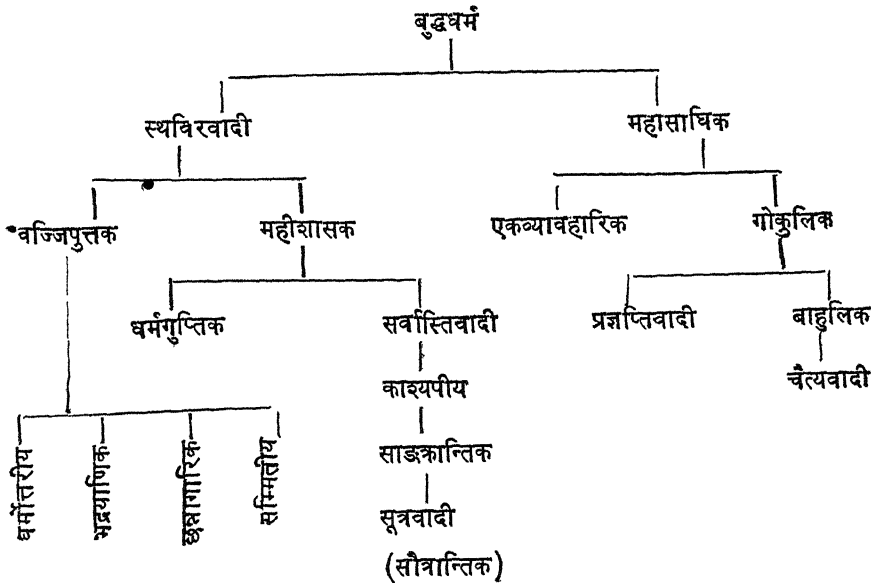 बुद्धधर्म
स्थविरवादी महासाघिक
वज्जिपुत्तक महीशासक एकव्यावहारिक गोकुलिक
धर्मगुप्तिक सर्वास्तिवादी प्रज्ञप्तिवादी बाहुलिक
काश्यपीय चैत्यवादी
धर्मोत्तरीय भद्रयाणिक छन्नागारिक सम्मितीय
साङक्रान्तिक
सूत्रवादी
(सौत्रान्तिक)